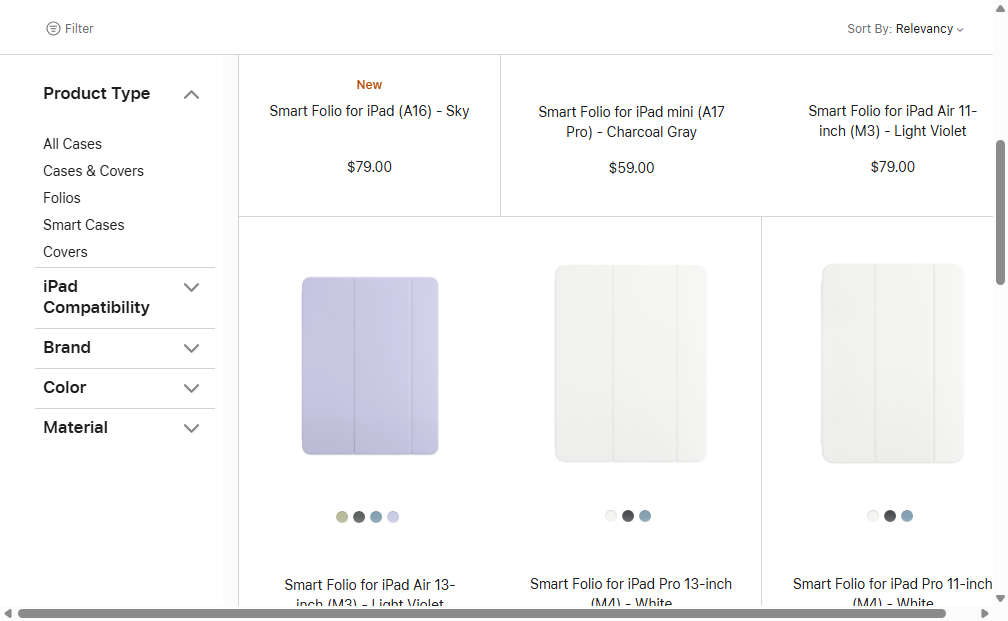 Filter
Sort By: Relevancy
Product Type
All Cases
Cases & Covers
Folios
Smart Cases
Covers
iPad
Compatibility
Brand
Color
Material
New
Smart Folio for iPad (A16) - Sky
$79.00
Smart Folio for iPad mini (A17
Pro) - Charcoal Gray
$59.00
Smart Folio for iPad Air 11-
inch (M3) - Light Violet
$79.00
Smart Folio for iPad Air 13-
inch (M3) - Light Violet
Smart Folio for iPad Pro 13-inch
(M4) - White
Smart Folio for iPad Pro 11-inch
(M4) - White